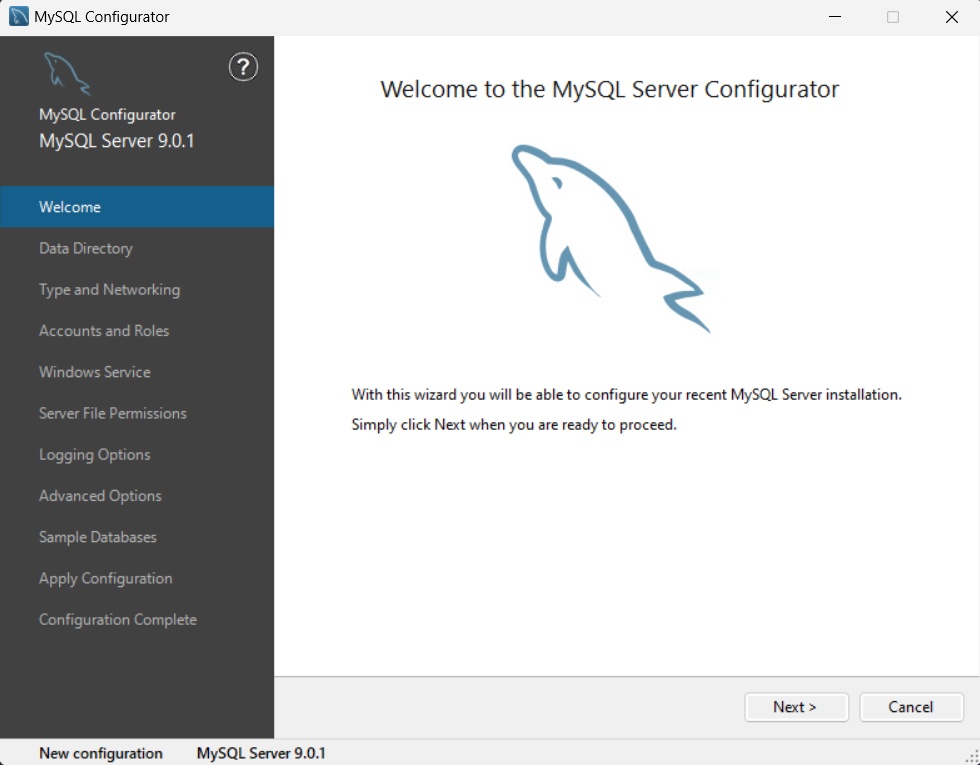 MySQL Configurator
?
MySQL Configurator
MySQL Server 9.0.1
Welcome
Data Directory
Type and Networking
Accounts and Roles
Windows Service
Server File Permissions
Logging Options
Advanced Options
Sample Databases
Apply Configuration
Configuration Complete
Welcome to the MySQL Server Configurator
With this wizard you will be able to configure your recent MySQL Server installation.
Simply click Next when you are ready to proceed.
Next >
Cancel
New configuration
MySQL Server 9.0.1